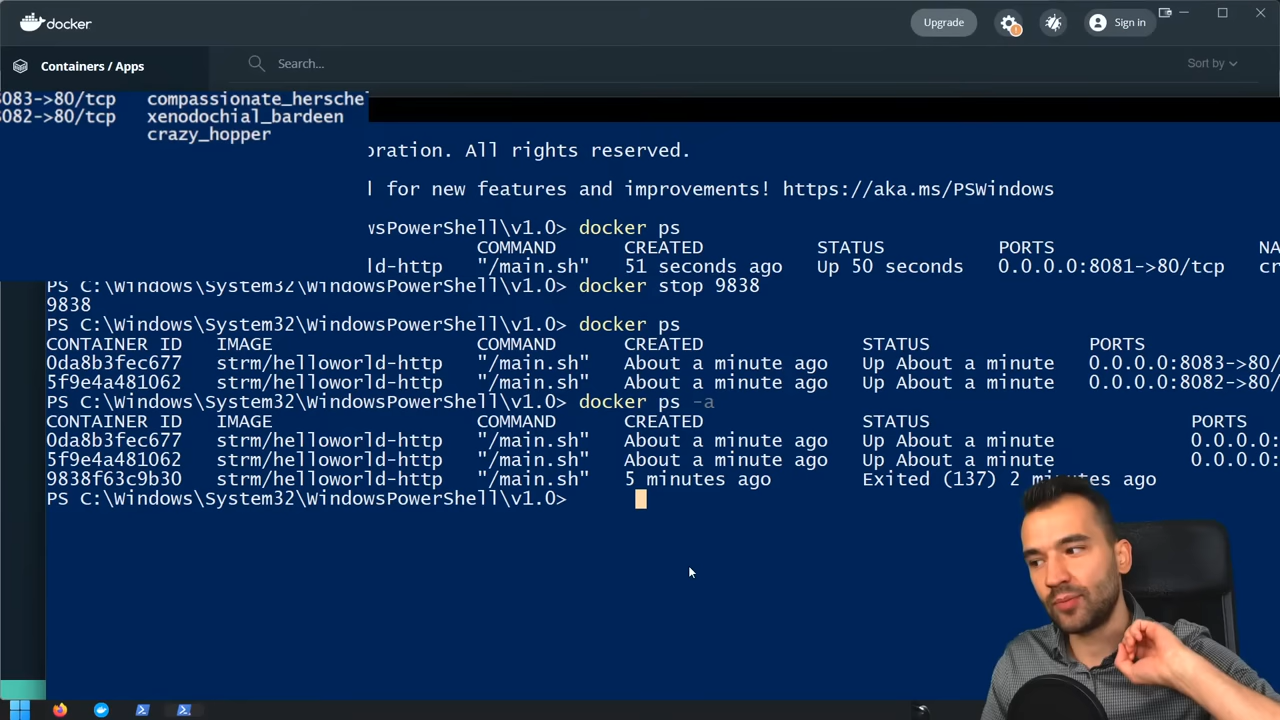 docker
Upgrade
Sign in
Containers / Apps
Search...
Sort by
8083->80/tcp compassionate_hersche
8082->80/tcp xenodochial_bardeen
crazy_hopper
oration. All rights reserved.
l for new features and improvements! https://aka.ms/PSWindows
wsPowerShell\v1.0> docker ps
COMMAND CREATED STATUS PORTS NA
rld-http "/main.sh" 51 seconds ago Up 50 seconds 0.0.0.0:8081->80/tcp cr
PS C:\Windows\System32\WindowsPowerShell\v1.0> docker stop 9838
9838
PS C:\Windows\System32\WindowsPowerShell\v1.0> docker ps
CONTAINER ID IMAGE COMMAND CREATED STATUS PORTS
0da8b3fec677 strm/helloworld-http "/main.sh" About a minute ago Up About a minute 0.0.0.0:8083->80/
5f9e4a481062 strm/helloworld-http "/main.sh" About a minute ago Up About a minute 0.0.0.0:8082->80/
PS C:\Windows\System32\WindowsPowerShell\v1.0> docker ps -a
CONTAINER ID IMAGE COMMAND CREATED STATUS PORTS
0da8b3fec677 strm/helloworld-http "/main.sh" About a minute ago Up About a minute 0.0.0.0:
5f9e4a481062 strm/helloworld-http "/main.sh" About a minute ago Up About a minute 0.0.0.0:
9838f63c9b30 strm/helloworld-http "/main.sh" 5 minutes ago Exited (137) 2 minutes ago
PS C:\Windows\System32\WindowsPowerShell\v1.0>